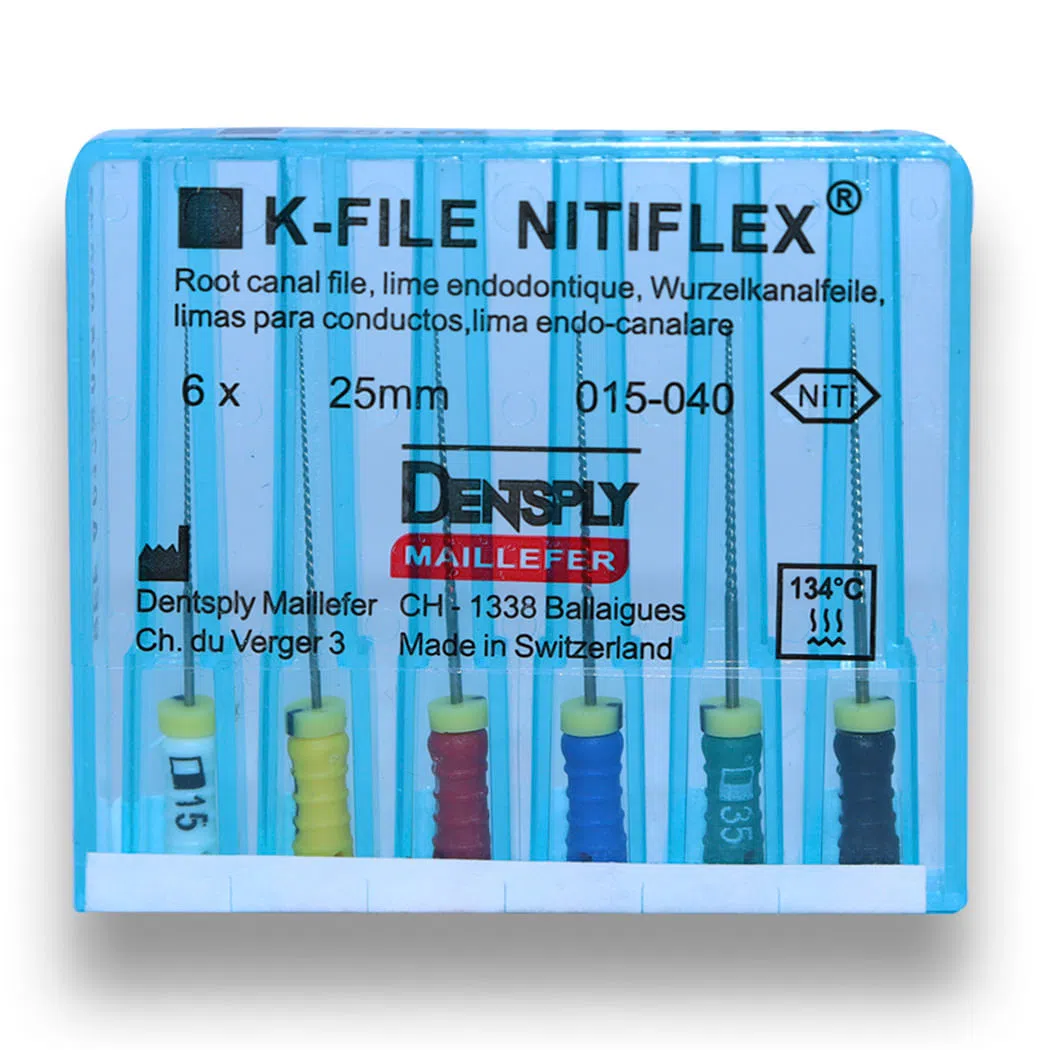 K-FILE NITIFLEX®
Root canal file, lime endodontique, Wurzelkanalfeile,
limas para conductos,lima endo-canalare
6 x 25mm 015-040 NiTi
DENTSPLY
MAILLEFER
134°C
Dentsply Maillefer CH - 1338 Ballaigues
Ch. du Verger 3 Made in Switzerland
15
35